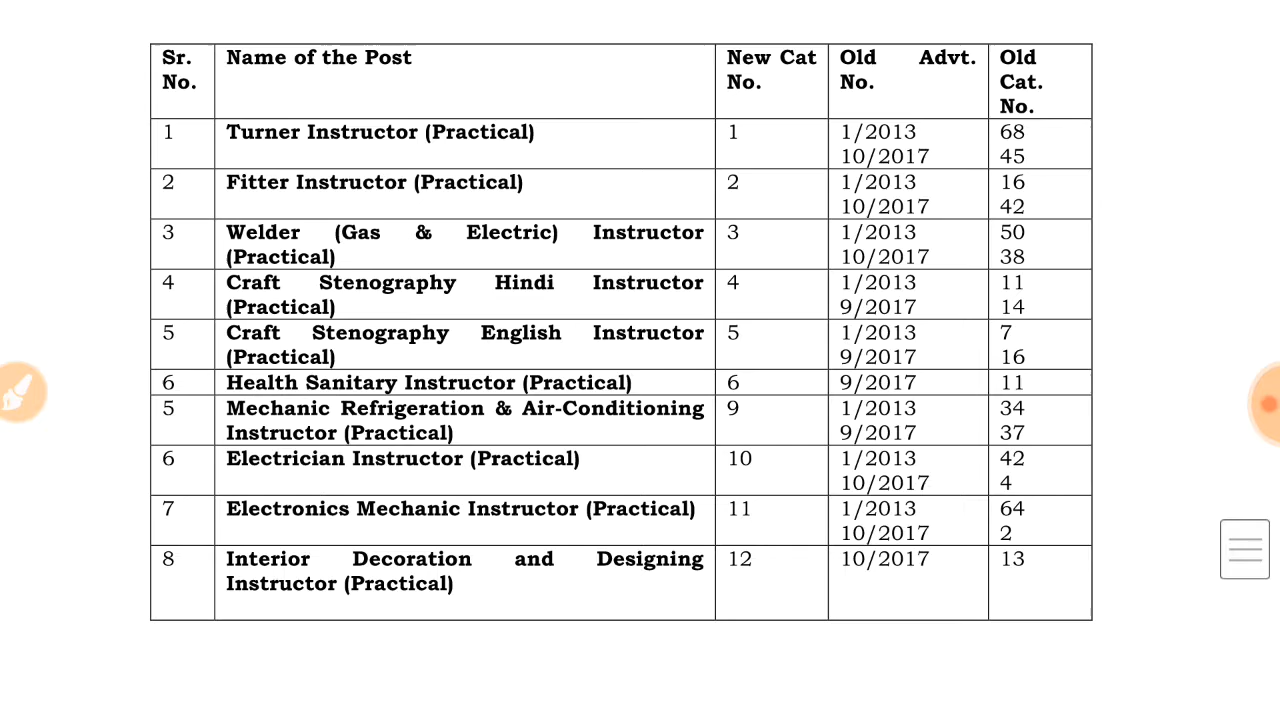 Sr. No. Name of the Post New Cat No. Old Advt. No. Old Cat. No.
1 Turner Instructor (Practical) 1 1/2013 68
10/2017 45
2 Fitter Instructor (Practical) 2 1/2013 16
10/2017 42
3 Welder (Gas & Electric) Instructor 3 1/2013 50
(Practical) 10/2017 38
4 Craft Stenography Hindi Instructor 4 1/2013 11
(Practical) 9/2017 14
5 Craft Stenography English Instructor 5 1/2013 7
(Practical) 9/2017 16
6 Health Sanitary Instructor (Practical) 6 9/2017 11
5 Mechanic Refrigeration & Air-Conditioning 9 1/2013 34
Instructor (Practical) 9/2017 37
6 Electrician Instructor (Practical) 10 1/2013 42
10/2017 4
7 Electronics Mechanic Instructor (Practical) 11 1/2013 64
10/2017 2
8 Interior Decoration and Designing 12 10/2017 13
Instructor (Practical)